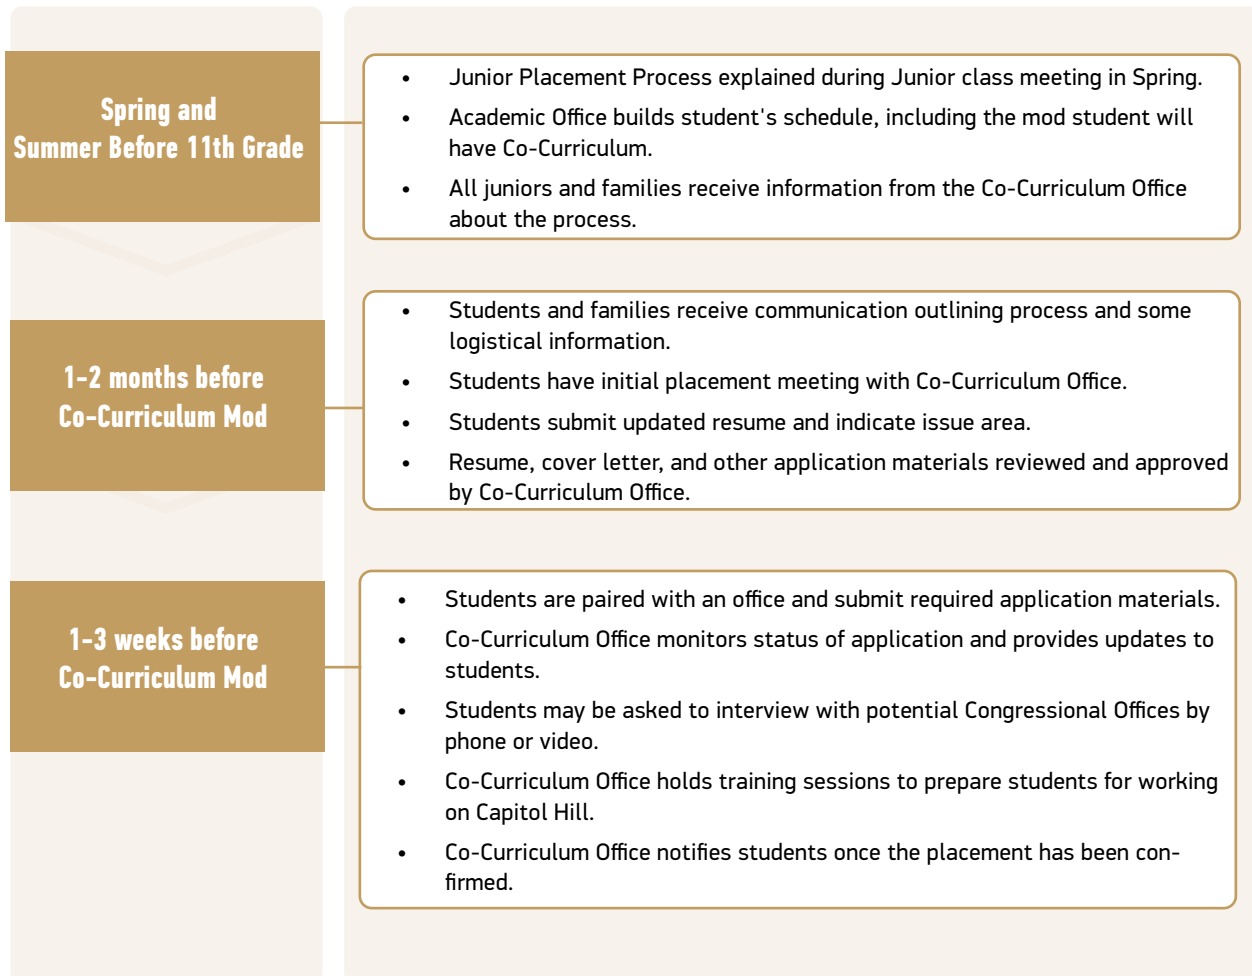 Spring and
Summer Before 11th Grade
• Junior Placement Process explained during Junior class meeting in Spring.
• Academic Office builds student's schedule, including the mod student will
have Co-Curriculum.
• All juniors and families receive information from the Co-Curriculum Office
about the process.
1-2 months before
Co-Curriculum Mod
• Students and families receive communication outlining process and some
logistical information.
• Students have initial placement meeting with Co-Curriculum Office.
• Students submit updated resume and indicate issue area.
• Resume, cover letter, and other application materials reviewed and approved
by Co-Curriculum Office.
1-3 weeks before
Co-Curriculum Mod
• Students are paired with an office and submit required application materials.
• Co-Curriculum Office monitors status of application and provides updates to
students.
• Students may be asked to interview with potential Congressional Offices by
phone or video.
• Co-Curriculum Office holds training sessions to prepare students for working
on Capitol Hill.
• Co-Curriculum Office notifies students once the placement has been con-
firmed.